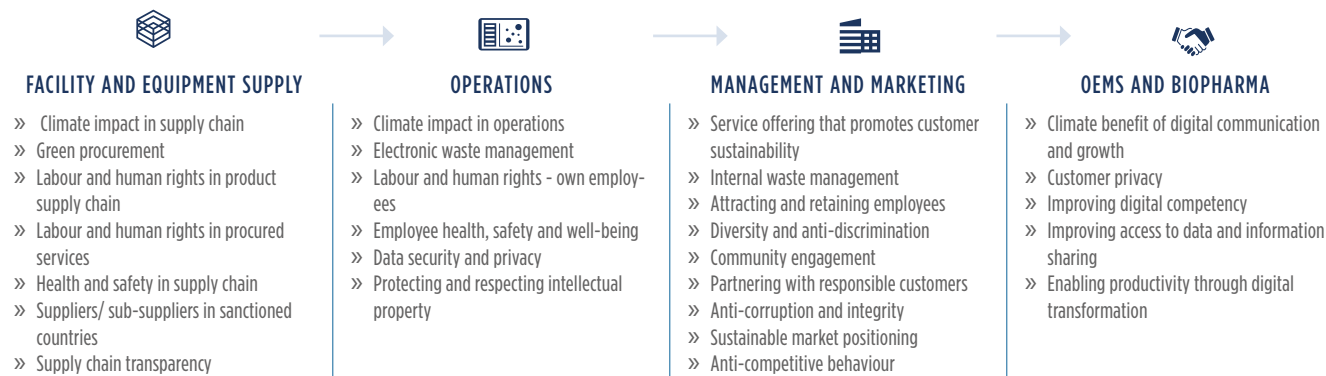 FACILITY AND EQUIPMENT SUPPLY
» Climate impact in supply chain
» Green procurement
» Labour and human rights in product
supply chain
» Labour and human rights in procured
services
» Health and safety in supply chain
» Suppliers/ sub-suppliers in sanctioned
countries
» Supply chain transparency
OPERATIONS
» Climate impact in operations
» Electronic waste management
» Labour and human rights - own employ-
ees
» Employee health, safety and well-being
» Data security and privacy
» Protecting and respecting intellectual
property
MANAGEMENT AND MARKETING
» Service offering that promotes customer
sustainability
» Internal waste management
» Attracting and retaining employees
» Diversity and anti-discrimination
» Community engagement
» Partnering with responsible customers
» Anti-corruption and integrity
» Sustainable market positioning
» Anti-competitive behaviour
OEMS AND BIOPHARMA
» Climate benefit of digital communication
and growth
» Customer privacy
» Improving digital competency
» Improving access to data and information
sharing
» Enabling productivity through digital
transformation